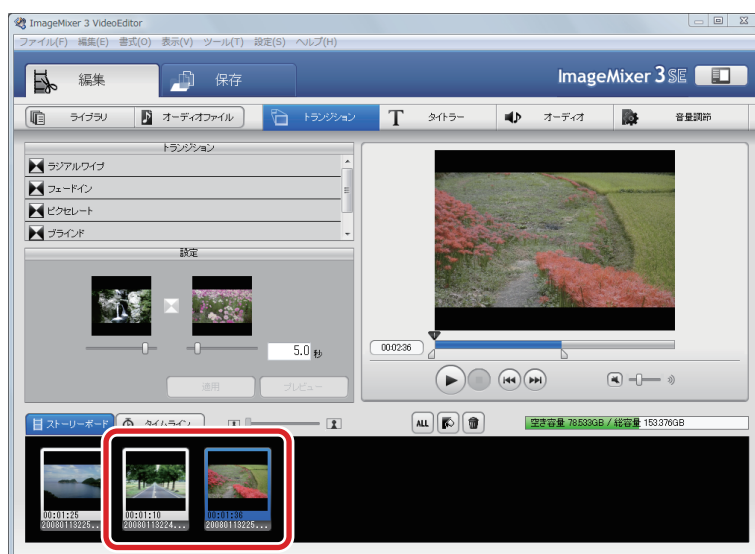 ImageMixer 3 VideoEditor
ファイル(F) 編集(E) 書式(O) 表示(V) ツール(T) 設定(S) ヘルプ(H)
編集 保存 ImageMixer 3 SE
ライブラリ オーディオファイル トランジション T タイトラー オーディオ 音量調節
トランジション
ラジアルワイプ
フェードイン
ピクセレート
ブラインド
設定
5.0 秒
00:02:36
適用 プレビュー
ストーリーボード タイムライン ALL 空き容量 78.533GB / 総容量 153.376GB
00:01:25 00:01:10
20080113225... 20080113224... 20080113225...